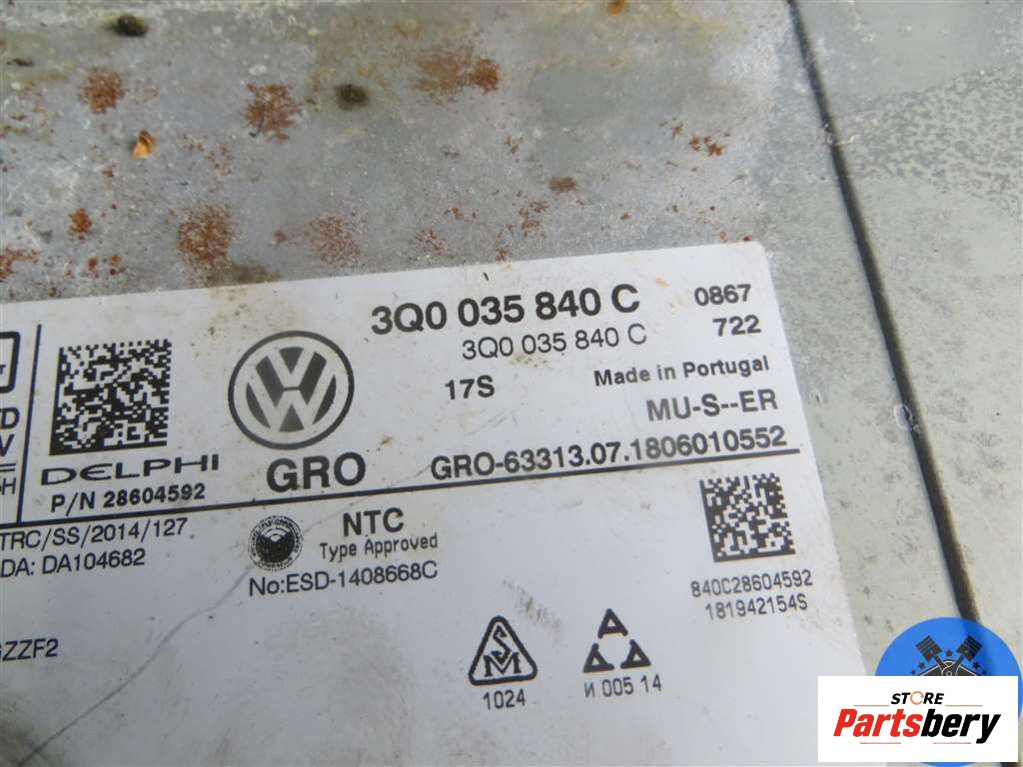 3Q0 035 840 C 0867
3Q0 035 840 C 722
17S Made in Portugal
MU-S--ER
DELPHI GRO GRO-63313.07.1806010552
P/N 28604592
TRC/SS/2014/127
DA: DA104682
NTC
Type Approved
No:ESD-1408668C
840C28604592
181942154S
ZZF2
1024
И 005 14
STORE
Partsbery